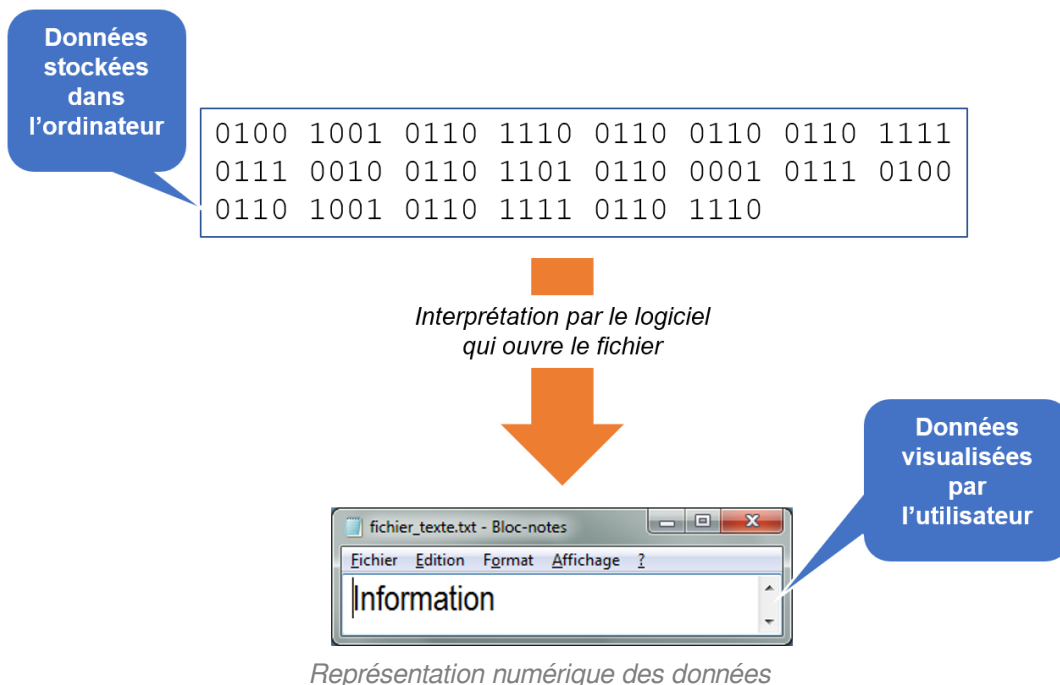 Données
stockées
dans
l’ordinateur
0100 1001 0110 1110 0110 0110 0110 1111
0111 0010 0110 1101 0110 0001 0111 0100
0110 1001 0110 1111 0110 1110
Interprétation par le logiciel
qui ouvre le fichier
Données
visualisées
par
l’utilisateur
fichier_texte.txt - Bloc-notes
Fichier Edition Format Affichage ?
Information
Représentation numérique des données